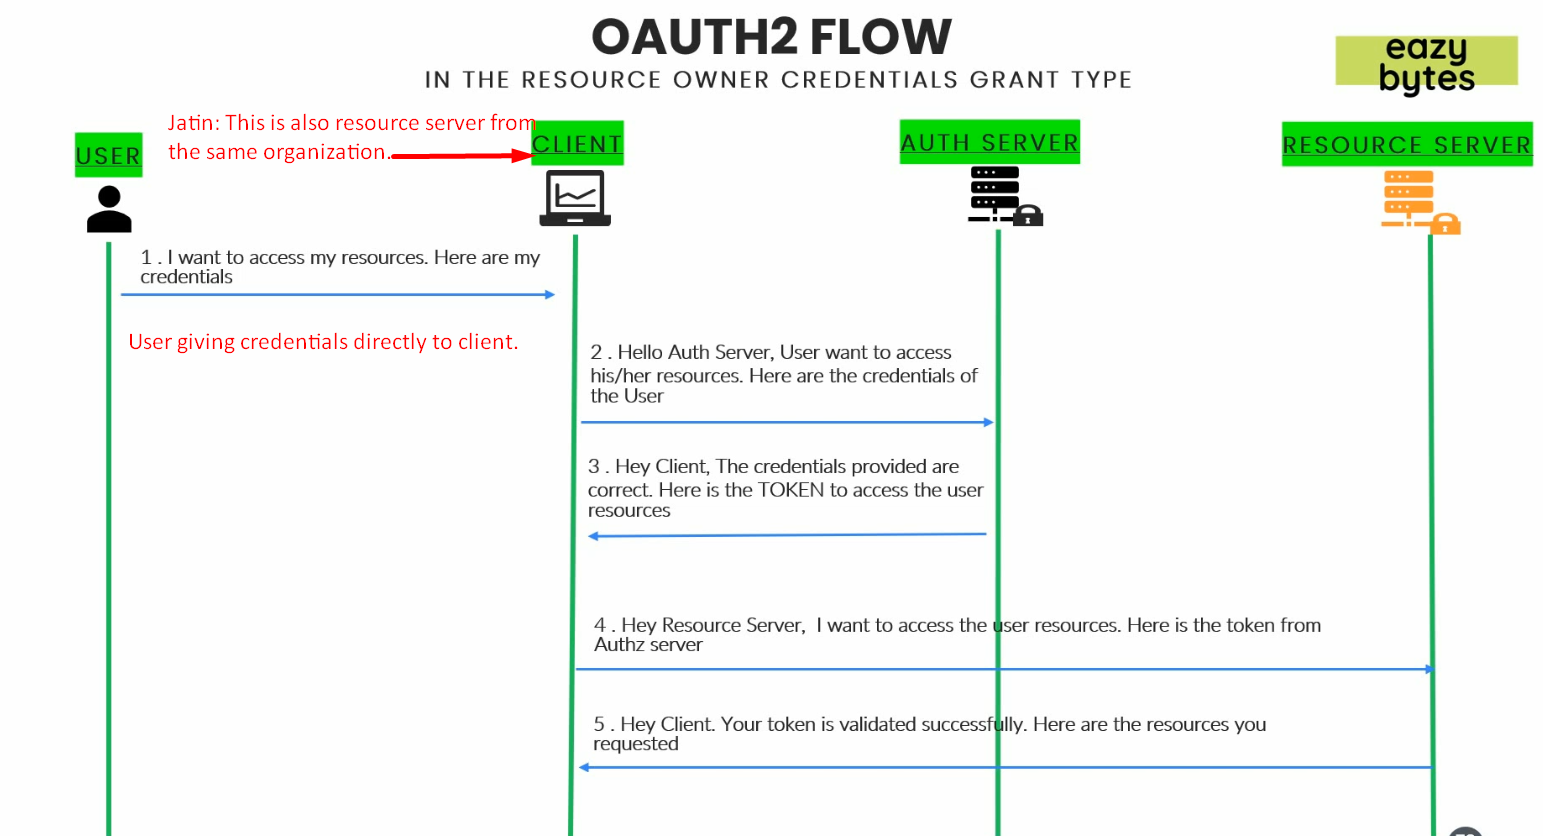 OAUTH2 FLOW
IN THE RESOURCE OWNER CREDENTIALS GRANT TYPE
eazy
bytes
Jatin: This is also resource server from
the same organization.
USER
CLIENT
AUTH SERVER
RESOURCE SERVER
1 . I want to access my resources. Here are my
credentials
User giving credentials directly to client.
2 . Hello Auth Server, User want to access
his/her resources. Here are the credentials of
the User
3 . Hey Client, The credentials provided are
correct. Here is the TOKEN to access the user
resources
4 . Hey Resource Server,  I want to access the user resources. Here is the token from
Authz server
5 . Hey Client. Your token is validated successfully. Here are the resources you
requested